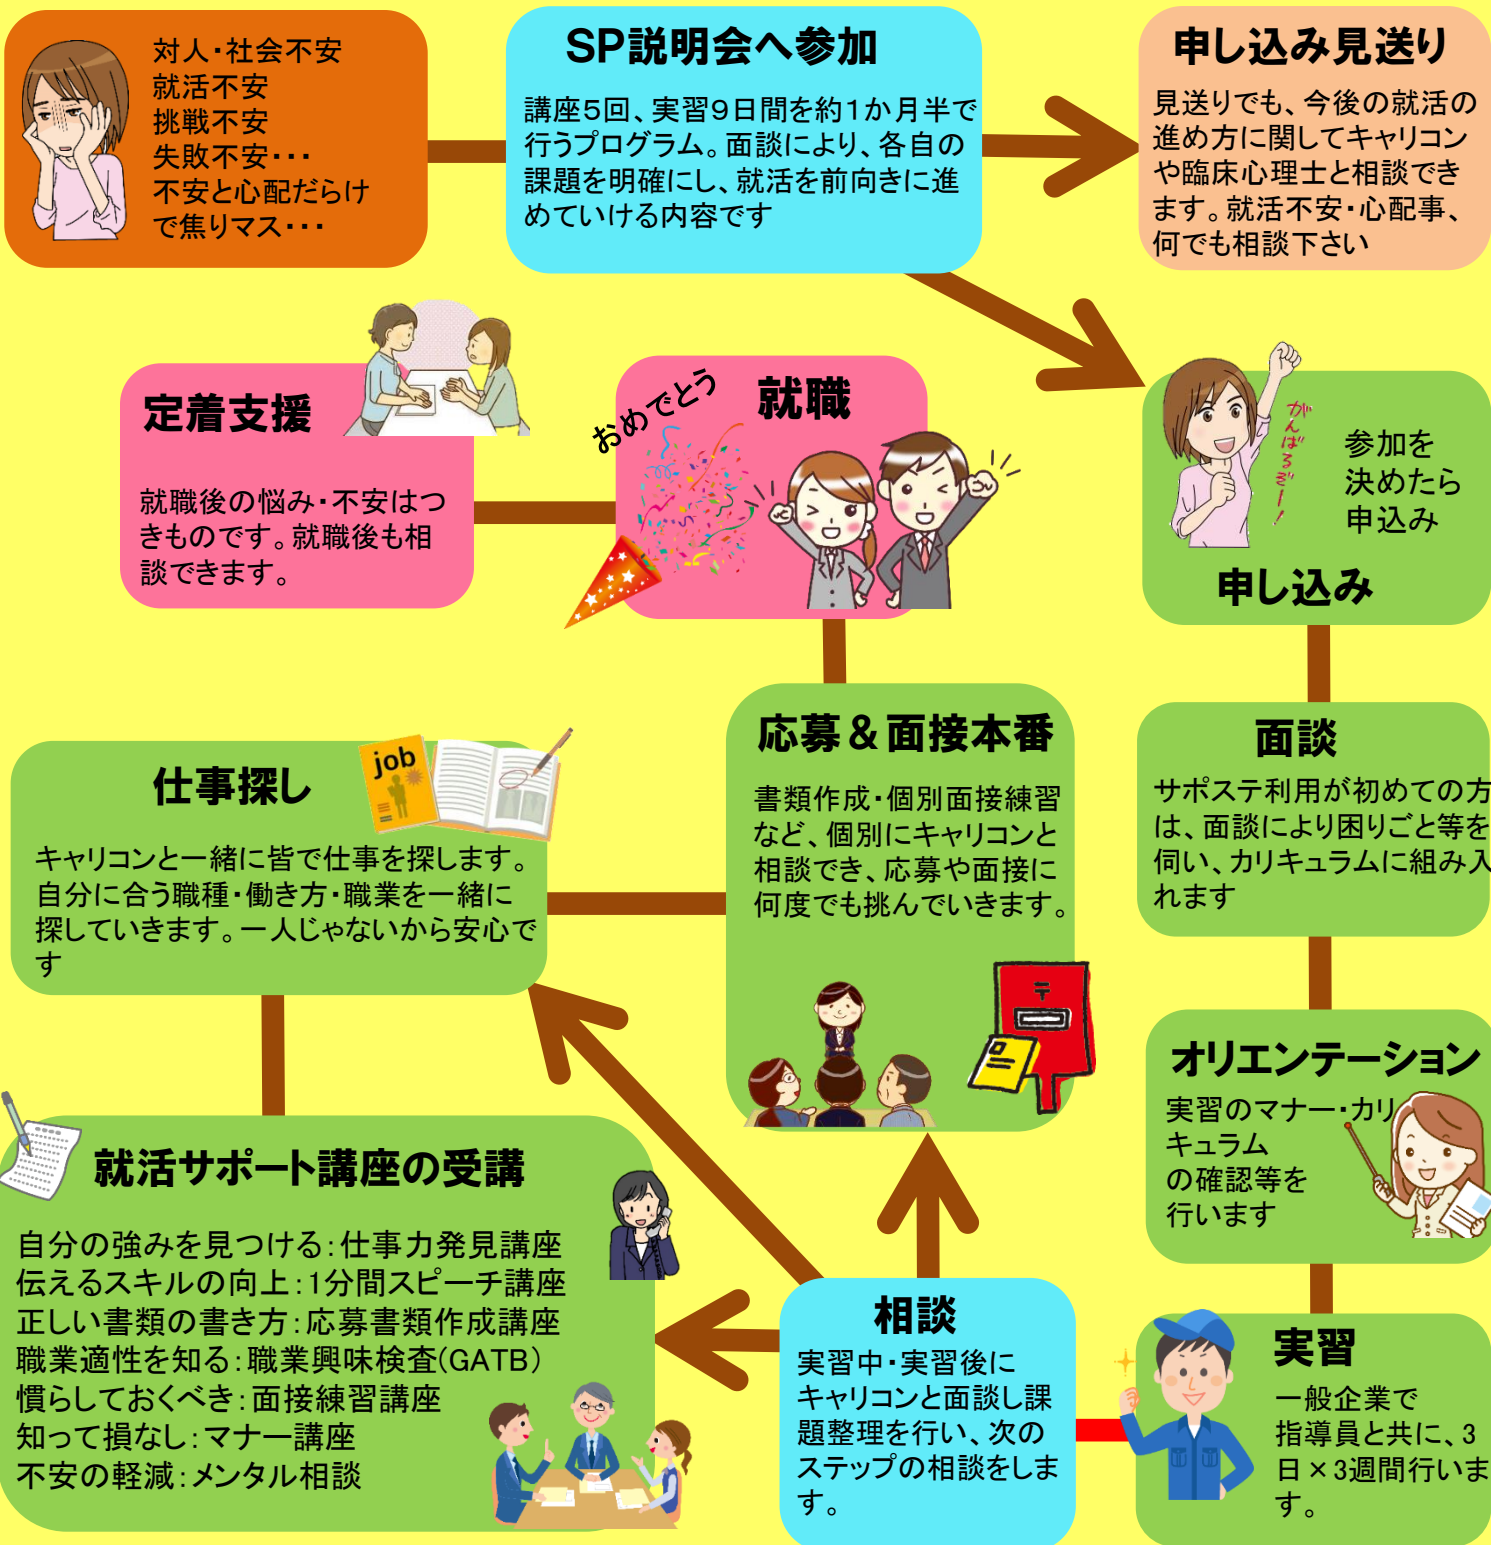 対人・社会不安
就活不安
挑戦不安
失敗不安・・・
不安と心配だらけ
で焦りマス・・・
SP説明会へ参加
講座5回、実習9日間を約1か月半で
行うプログラム。面談により、各自の
課題を明確にし、就活を前向きに進
めていける内容です
申し込み見送り
見送りでも、今後の就活の
進め方に関してキャリコン
や臨床心理士と相談でき
ます。就活不安・心配事、
何でも相談下さい
定着支援
就職後の悩み・不安はつ
きものです。就職後も相
談できます。
おめでとう
就職
がんばるぞー!
参加を
決めたら
申込み
申し込み
面談
サポステ利用が初めての方
は、面談により困りごと等を
伺い、カリキュラムに組み入
れます
応募&面接本番
書類作成・個別面接練習
など、個別にキャリコンと
相談でき、応募や面接に
何度でも挑んでいきます。
〒
仕事探し
job
キャリコンと一緒に皆で仕事を探します。
自分に合う職種・働き方・職業を一緒に
探していきます。一人じゃないから安心で
す
オリエンテーション
実習のマナー・カリ
キュラム
の確認等を
行います
就活サポート講座の受講
自分の強みを見つける:仕事力発見講座
伝えるスキルの向上:1分間スピーチ講座
正しい書類の書き方:応募書類作成講座
職業適性を知る:職業興味検査(GATB)
慣らしておくべき:面接練習講座
知って損なし:マナー講座
不安の軽減:メンタル相談
相談
実習中・実習後に
キャリコンと面談し課
題整理を行い、次の
ステップの相談をしま
す。
実習
一般企業で
指導員と共に、3
日×3週間行いま
す。